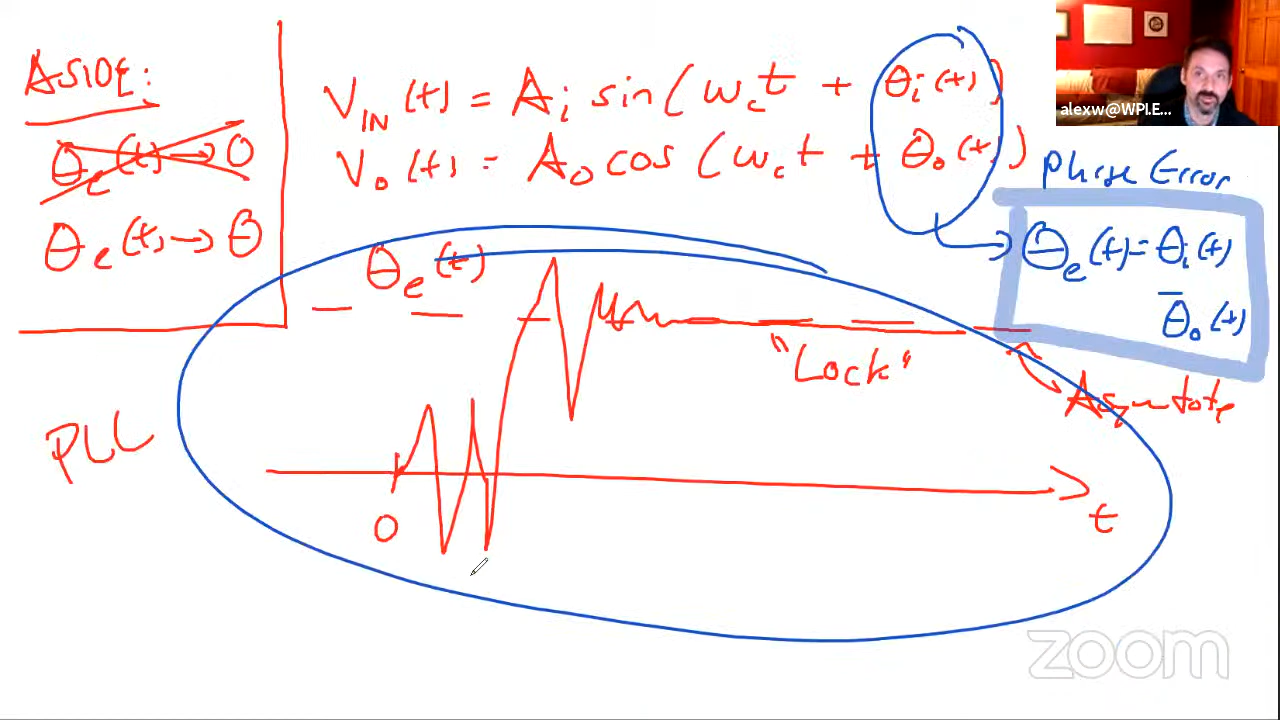 ASIDE:
θe(t)→0
θe(t)→θ
VIN(t) = Ai sin(ωct + θi(t))
Vo(t) = Ao cos(ωct + θo(t))
alexw@WPI.E...
Phase Error
θe(t)=θi(t)
-θo(t)
θe(t)
"Lock"
Asymtote
PLL
0
t
zoom